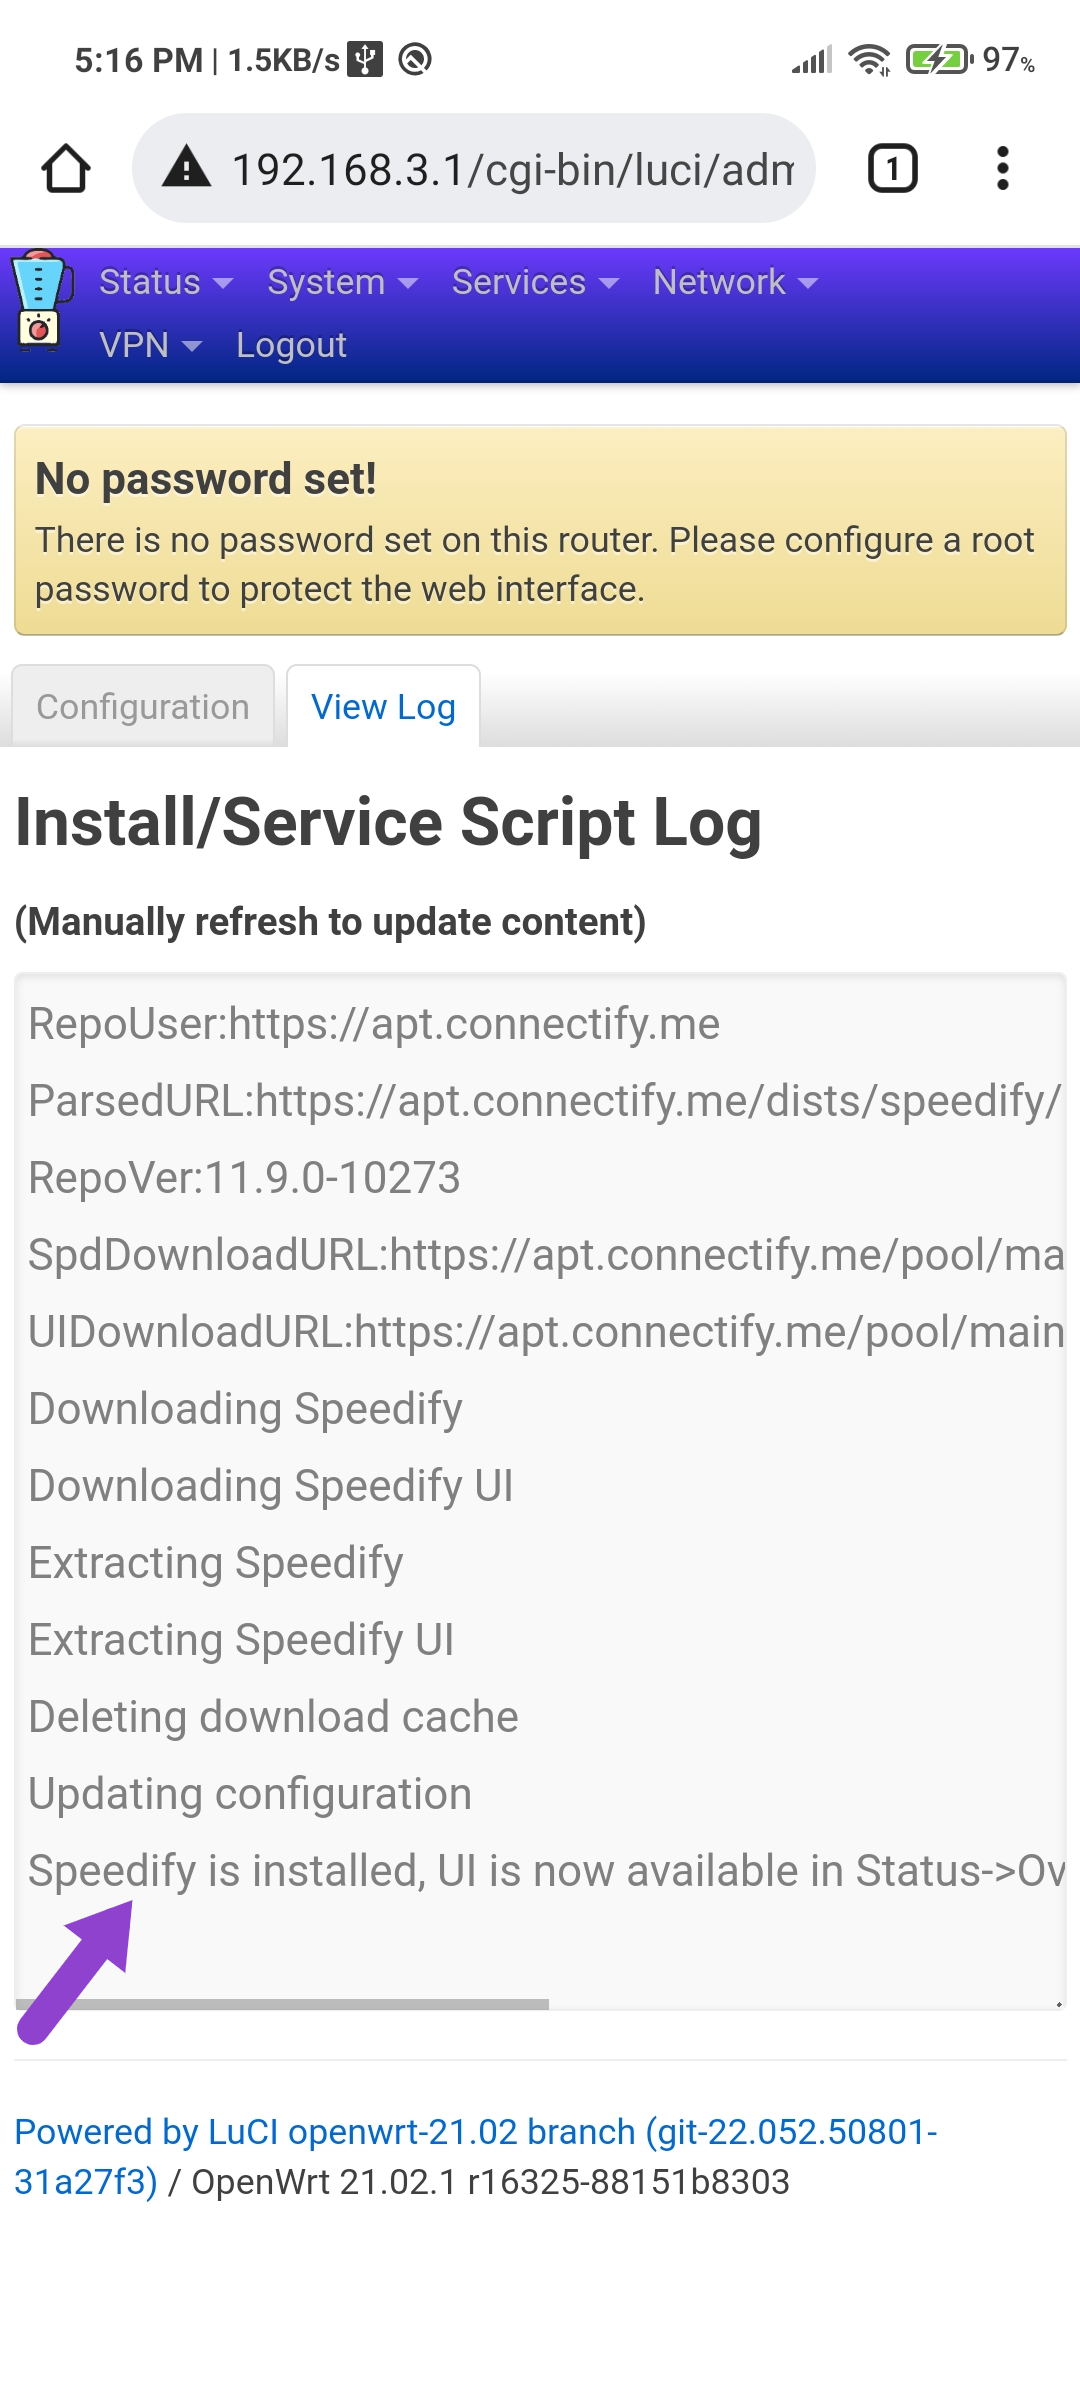 5:16 PM | 1.5KB/s 97%
192.168.3.1/cgi-bin/luci/adm 1
Status System Services Network
VPN Logout
No password set!
There is no password set on this router. Please configure a root
password to protect the web interface.
Configuration View Log
Install/Service Script Log
(Manually refresh to update content)
RepoUser:https://apt.connectify.me
ParsedURL:https://apt.connectify.me/dists/speedify/
RepoVer:11.9.0-10273
SpdDownloadURL:https://apt.connectify.me/pool/ma
UIDownloadURL:https://apt.connectify.me/pool/main
Downloading Speedify
Downloading Speedify UI
Extracting Speedify
Extracting Speedify UI
Deleting download cache
Updating configuration
Speedify is installed, UI is now available in Status->Ov
Powered by LuCI openwrt-21.02 branch (git-22.052.50801-
31a27f3) / OpenWrt 21.02.1 r16325-88151b8303